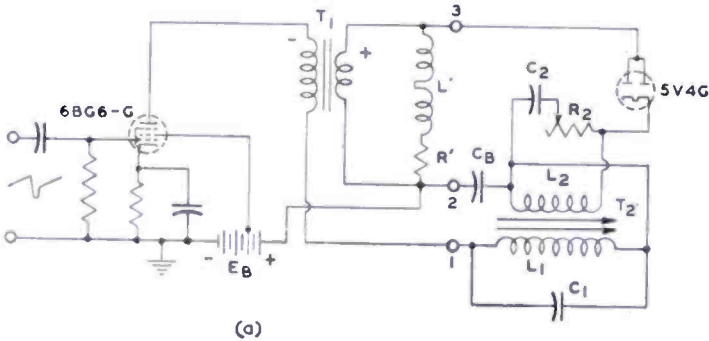 T1
3
-
+
6BG6-G
L'
C2
R2
5V4G
R'
CB
2
L2
T2
- EB +
1
L1
C1
(a)